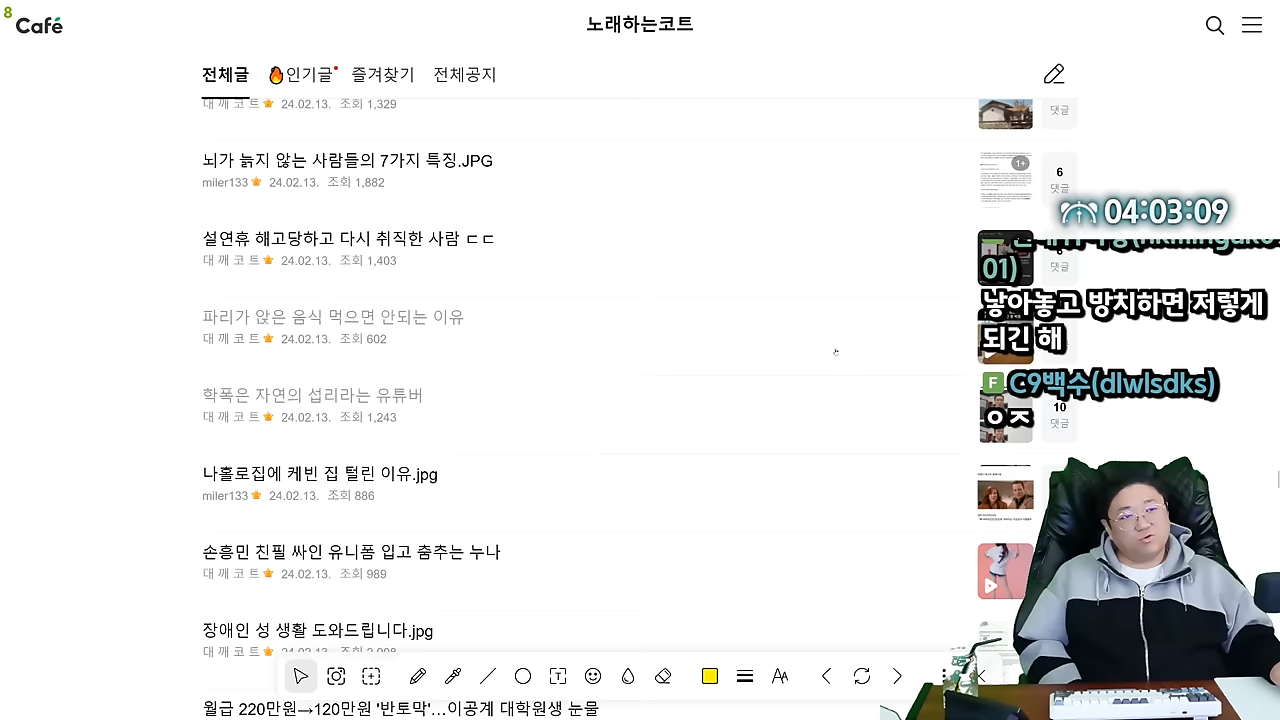 8
Café
노래하는코트
전체글 인기글 즐겨찾기 전체공지
대깨코트 24.02.13. 조회 1,329
댓글
뇌가 늙지 사람들의 가지 특징.JPG
miler133 조회
1+
6
댓글
04:03:09
설연휴 해고당하고 다시 취직한 사람 ㄷㄷ
대깨코트 조회 1,403
댓글
01)
낳아놓고 방치하면 저렇게
되긴 해
파리가 앉은 음식 먹으면 안되는 이유
대깨코트 24.02.13. 조회 602
F C9백수(dlwlsdks)
ㅇㅈ
학폭은 자연의 섭리라는 유튜버
대깨코트 24.02.13. 조회 1,243
10
댓글
나홀로집에 케빈 집 털린 이유.jpg
miler133 24.02.13. 조회 886
손흥민 친필싸인 유니폼 입고 춤추는 누나
대깨코트 24.02.13. 조회 989
장애인 성 생활 도와드립니다.jpg
대깨코트
T
월급 220만원→120만원 '반토막' 이공계 대학원생 눈물